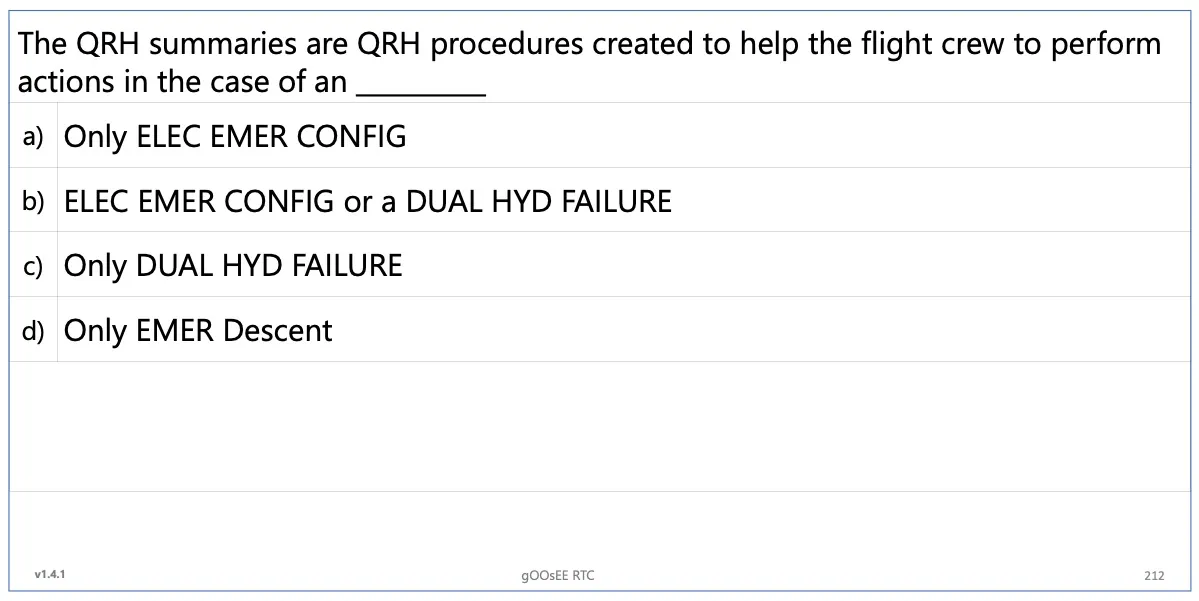 The QRH summaries are QRH procedures created to help the flight crew to perform
actions in the case of an _________
a) Only ELEC EMER CONFIG
b) ELEC EMER CONFIG or a DUAL HYD FAILURE
c) Only DUAL HYD FAILURE
d) Only EMER Descent
v1.4.1 gOOsEE RTC 212